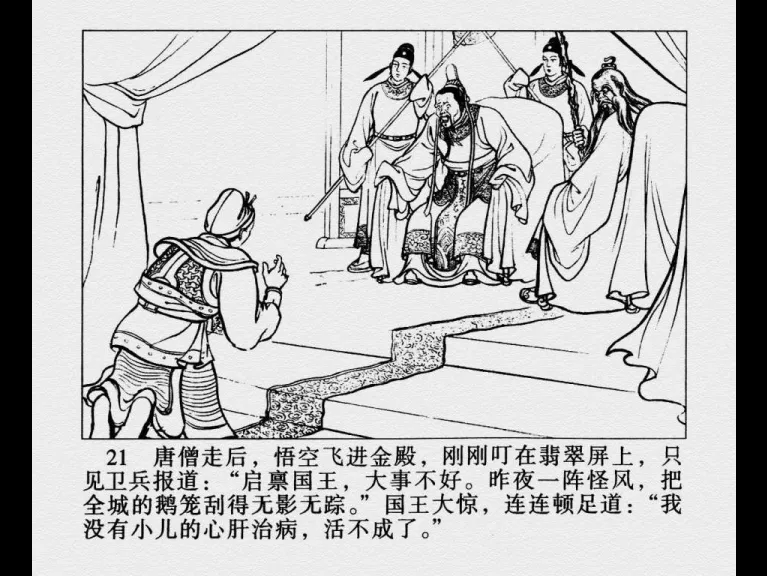 21 唐僧走后，悟空飞进金殿，刚刚叮在翡翠屏上，只
见卫兵报道：“启禀国王，大事不好。昨夜一阵怪风，把
全城的鹅笼刮得无影无踪。”国王大惊，连连顿足道：“我
没有小儿的心肝治病，活不成了。”